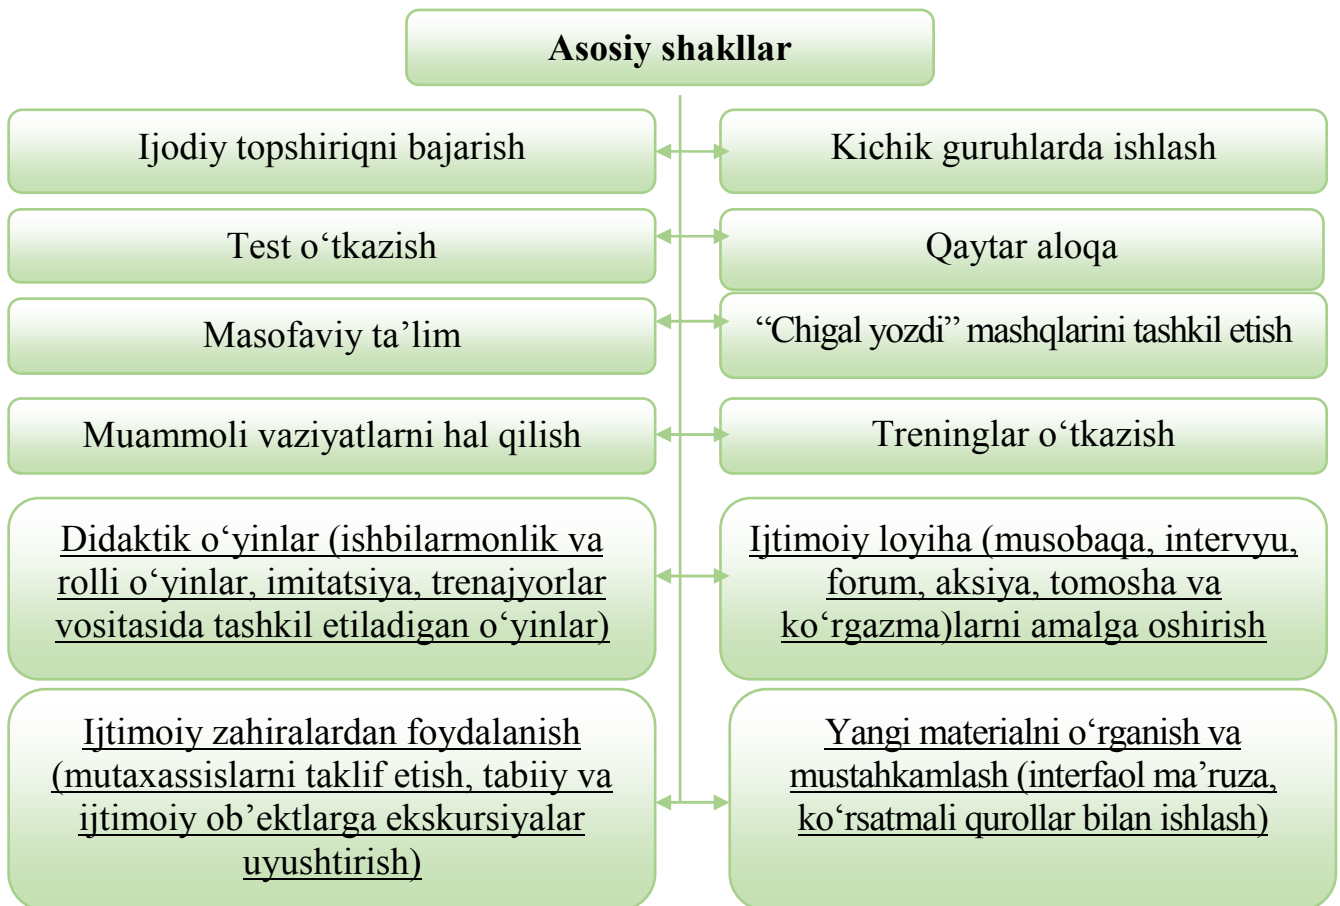 Asosiy shakllar
Ijodiy topshiriqni bajarish
Kichik guruhlarda ishlash
Test o‘tkazish
Qaytar aloqa
Masofaviy ta’lim
“Chigal yozdi” mashqlarini tashkil etish
Muammoli vaziyatlarni hal qilish
Treninglar o‘tkazish
Didaktik o‘yinlar (ishbilarmonlik va
rolli o‘yinlar, imitatsiya, trenajyorlar
vositasida tashkil etiladigan o‘yinlar)
Ijtimoiy loyiha (musobaqa, intervyu,
forum, aksiya, tomosha va
ko‘rgazma)larni amalga oshirish
Ijtimoiy zahiralardan foydalanish
(mutaxassislarni taklif etish, tabiiy va
ijtimoiy ob’ektlarga ekskursiyalar
uyushtirish)
Yangi materialni o‘rganish va
mustahkamlash (interfaol ma’ruza,
ko‘rsatmali qurollar bilan ishlash)